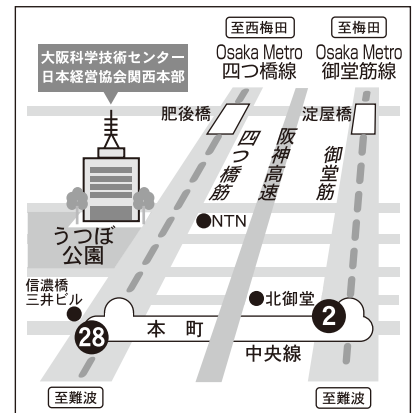 至西梅田
至梅田
大阪科学技術センター
日本経営協会関西本部
Osaka Metro
四つ橋線
Osaka Metro
御堂筋線
肥後橋
淀屋橋
四つ橋筋
阪神高速
御堂筋
NTN
うつぼ
公園
信濃橋
三井ビル
北御堂
2
28
本町
中央線
至難波
至難波